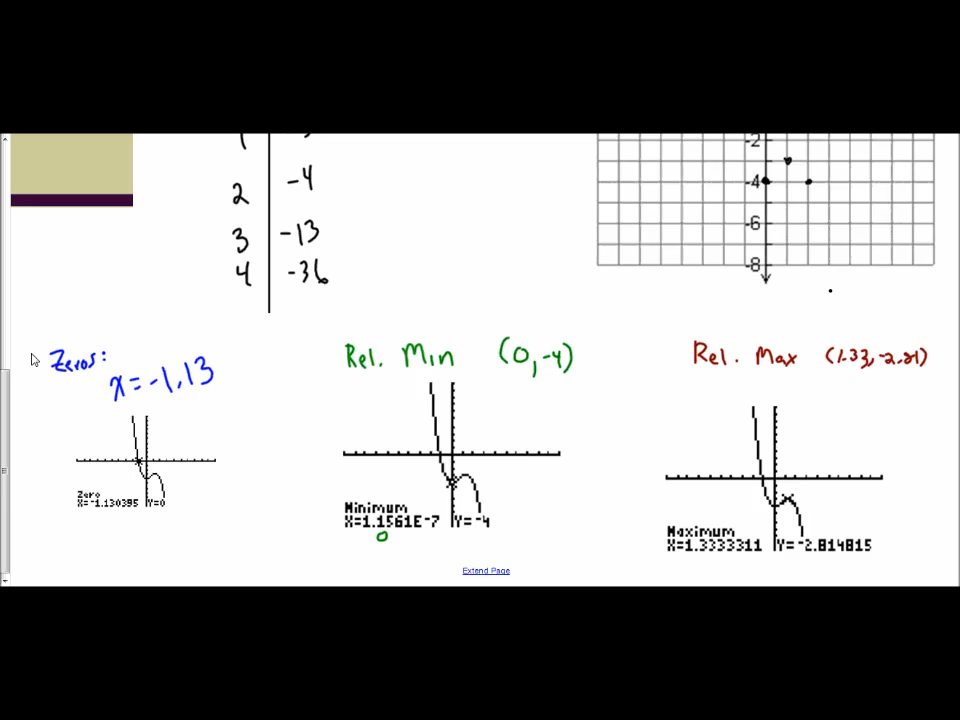 1
-2
2 -4
-4
3 -13
-6
4 -36
-8
Zeros:
x = -1.13
Rel. Min (0, -4)
Rel. Max (1.33, -2.81)
Zero
X=-1.130395 Y=0
Minimum
X=1.1561E-7 Y=-4
0
Maximum
X=1.3333311 Y=-2.814815
Extend Page